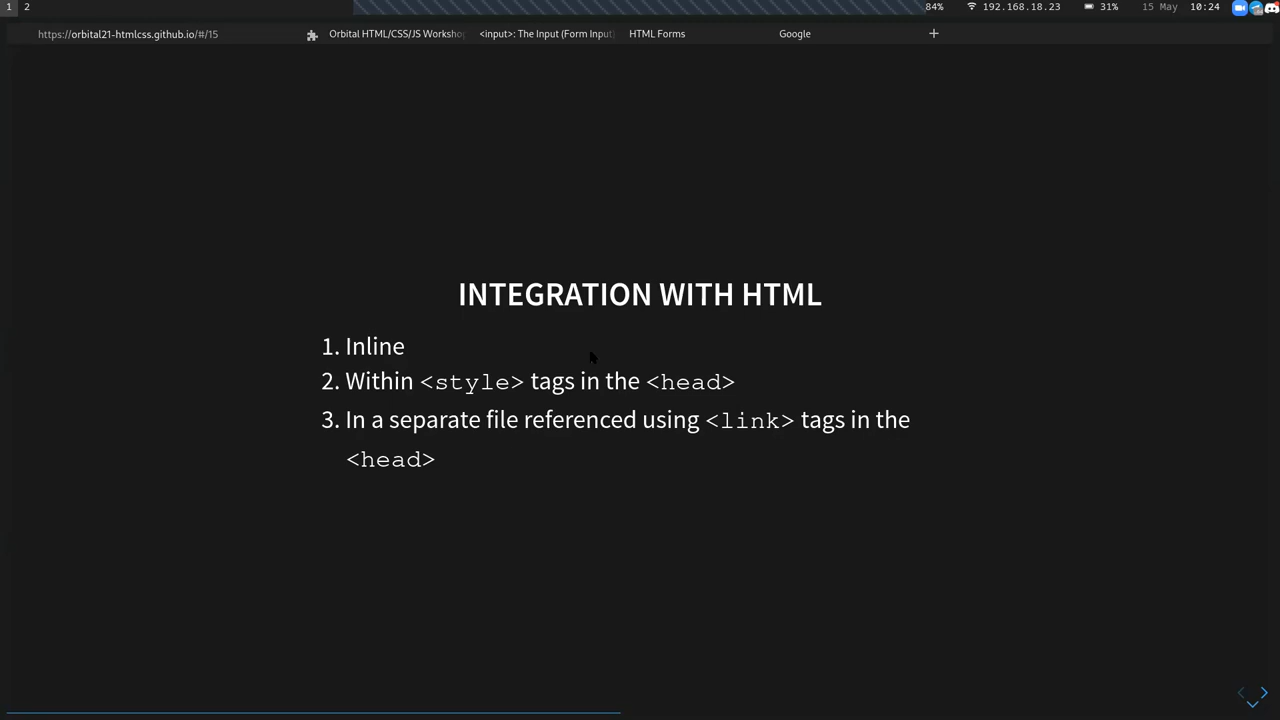 1 2 84% 192.168.18.23 31% 15 May 10:24
https://orbital21-htmlcss.github.io/#/15 Orbital HTML/CSS/JS Worksho <input>: The Input (Form Input HTML Forms Google +
INTEGRATION WITH HTML
1. Inline
2. Within <style> tags in the <head>
3. In a separate file referenced using <link> tags in the
<head>